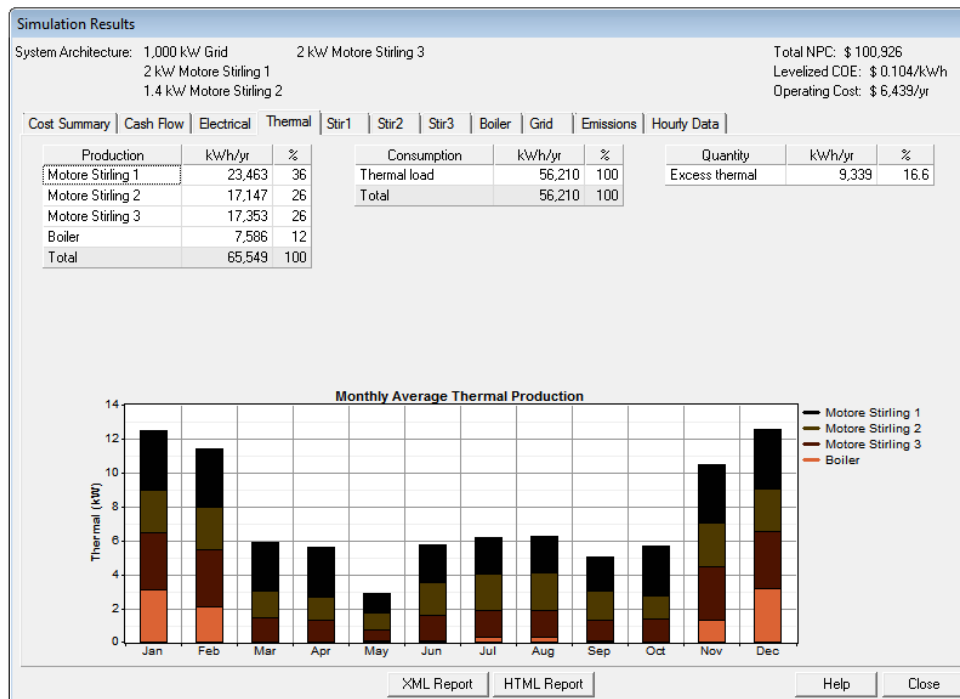 Simulation Results
System Architecture: 1,000 kW Grid 2 kW Motore Stirling 3
2 kW Motore Stirling 1
1.4 kW Motore Stirling 2
Total NPC: $ 100,926
Levelized COE: $ 0.104/kWh
Operating Cost: $ 6,439/yr
Cost Summary Cash Flow Electrical Thermal Stir1 Stir2 Stir3 Boiler Grid Emissions Hourly Data
Production kWh/yr %
Motore Stirling 1 23,463 36
Motore Stirling 2 17,147 26
Motore Stirling 3 17,353 26
Boiler 7,586 12
Total 65,549 100
Consumption kWh/yr %
Thermal load 56,210 100
Total 56,210 100
Quantity kWh/yr %
Excess thermal 9,339 16.6
Monthly Average Thermal Production
Thermal (kW)
14
12
10
8
6
4
2
0
Jan Feb Mar Apr May Jun Jul Aug Sep Oct Nov Dec
Motore Stirling 1
Motore Stirling 2
Motore Stirling 3
Boiler
XML Report HTML Report Help Close